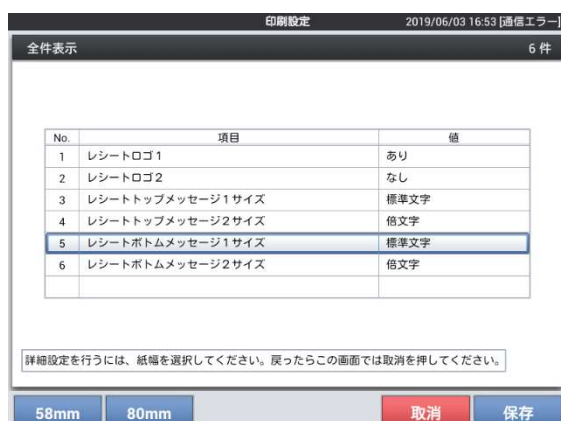 印刷設定 2019/06/03 16:53 [通信エラー]
全件表示 6 件
No. 項目 値
1 レシートロゴ1 あり
2 レシートロゴ2 なし
3 レシートトップメッセージ1サイズ 標準文字
4 レシートトップメッセージ2サイズ 倍文字
5 レシートボトムメッセージ1サイズ 標準文字
6 レシートボトムメッセージ2サイズ 倍文字
詳細設定を行うには、紙幅を選択してください。戻ったらこの画面では取消を押してください。
58mm 80mm 取消 保存